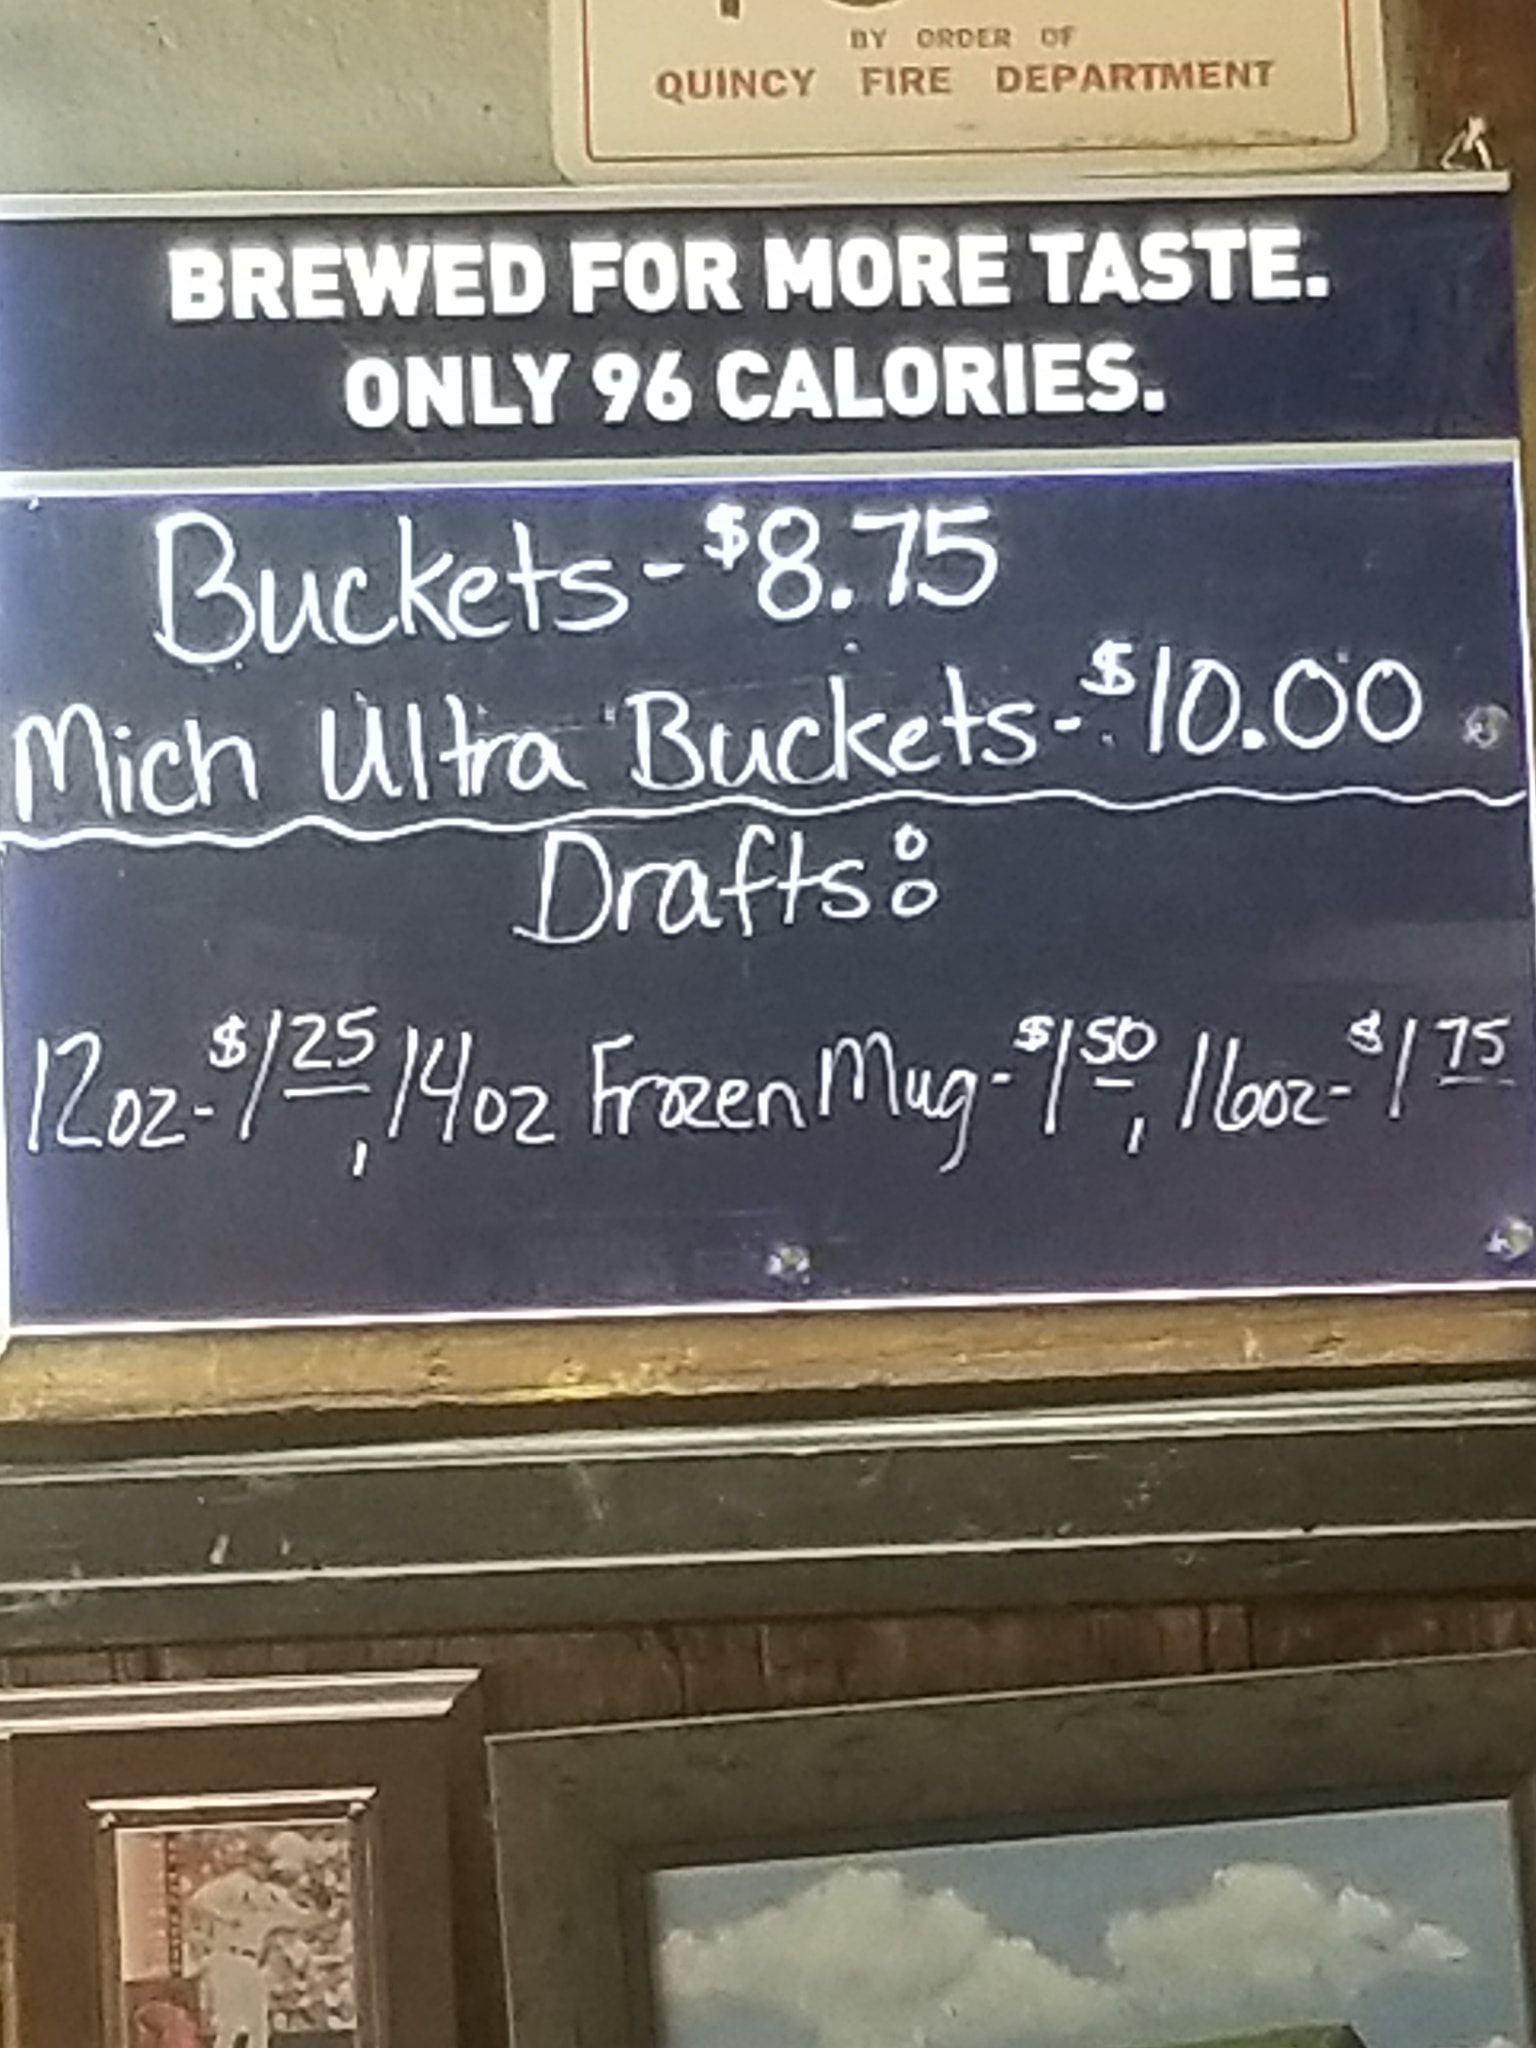 BY ORDER OF
QUINCY FIRE DEPARTMENT
BREWED FOR MORE TASTE.
ONLY 96 CALORIES.
Buckets-$8.75
Mich Ultra Buckets-$10.00
Drafts:
12oz-$1 25, 14oz Frozen Mug-$1 50, 16oz-$1 75